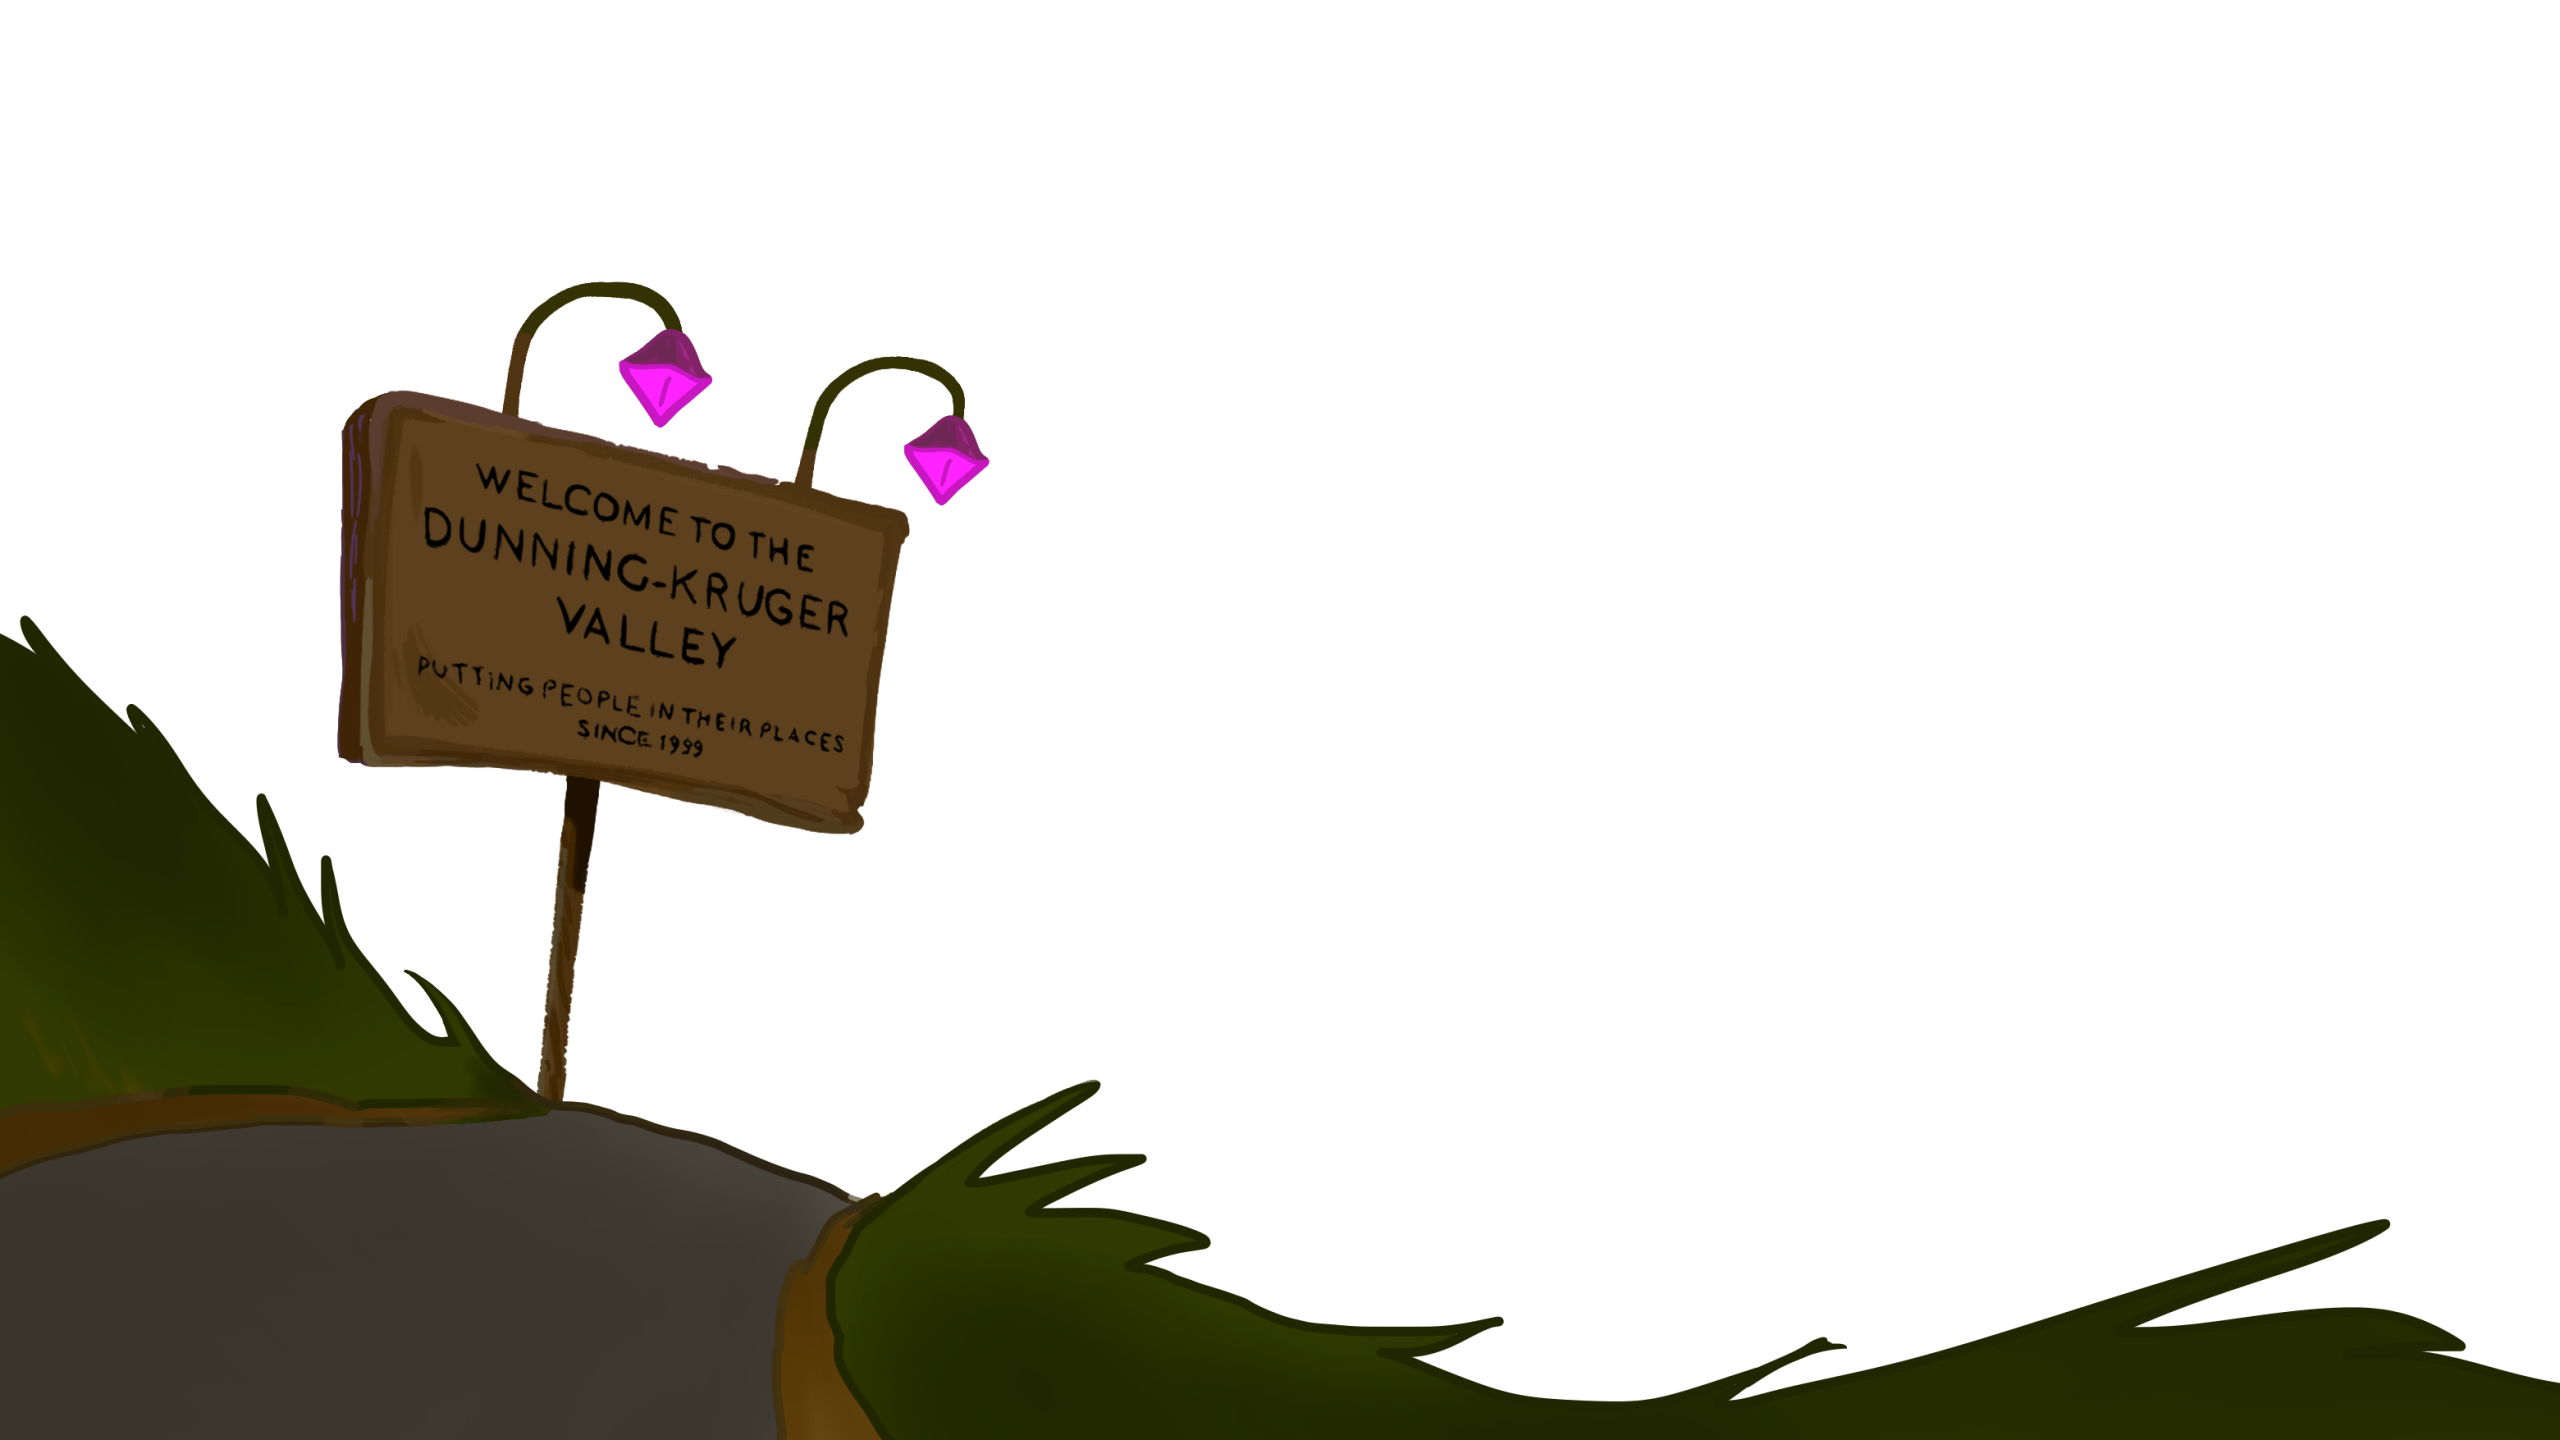 WELCOME TO THE
DUNNING-KRUGER
VALLEY
PUTTING PEOPLE IN THEIR PLACES
SINCE 1999